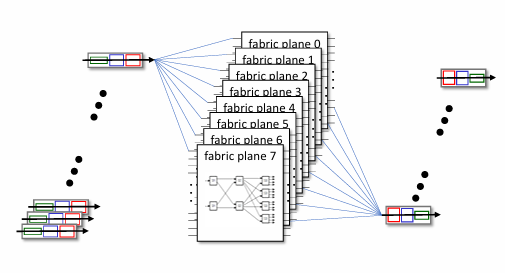 fabric plane 0
fabric plane 1
fabric plane 2
fabric plane 3
fabric plane 4
fabric plane 5
fabric plane 6
fabric plane 7